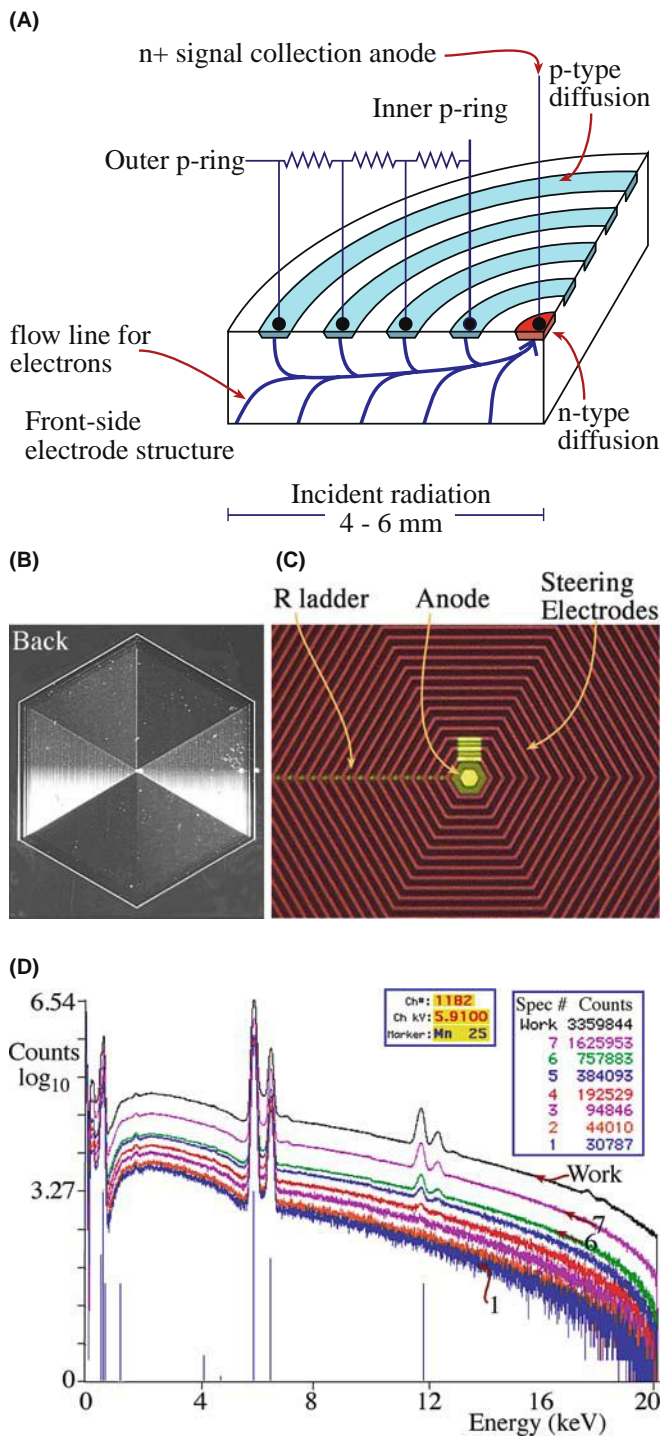 (A)
n+ signal collection anode
p-type
diffusion
Inner p-ring
Outer p-ring
flow line for
electrons
Front-side
electrode structure
n-type
diffusion
Incident radiation
4 - 6 mm
(B)
Back
(C)
R ladder
Anode
Steering
Electrodes
(D)
6.54
Counts
log10
3.27
0
Ch#: 1182
Ch kV: 5.9100
Marker: Mn 25
Spec # Counts
Work 3359844
7 1625953
6 757883
5 384093
4 192529
3 94846
2 44010
1 30787
Work
7
6
1
0 4 8 12 16 20
Energy (keV)